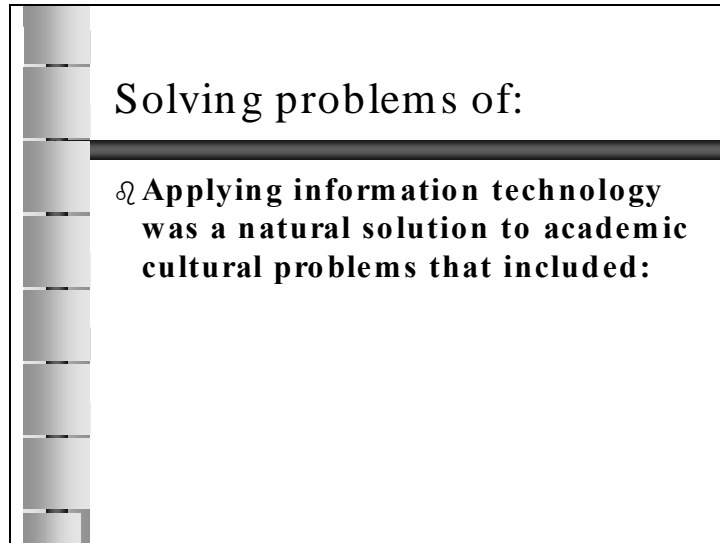 Solving problems of:
♌ Applying information technology
was a natural solution to academic
cultural problems that included: